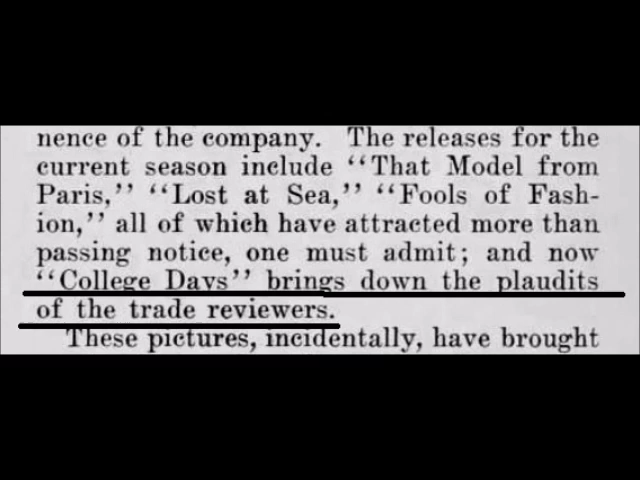 nence of the company. The releases for the
current season include ‘‘That Model from
Paris,’’ ‘‘Lost at Sea,’’ ‘‘Fools of Fash-
ion,’’ all of which have attracted more than
passing notice, one must admit; and now
‘‘College Days’’ brings down the plaudits
of the trade reviewers.
These pictures, incidentally, have brought